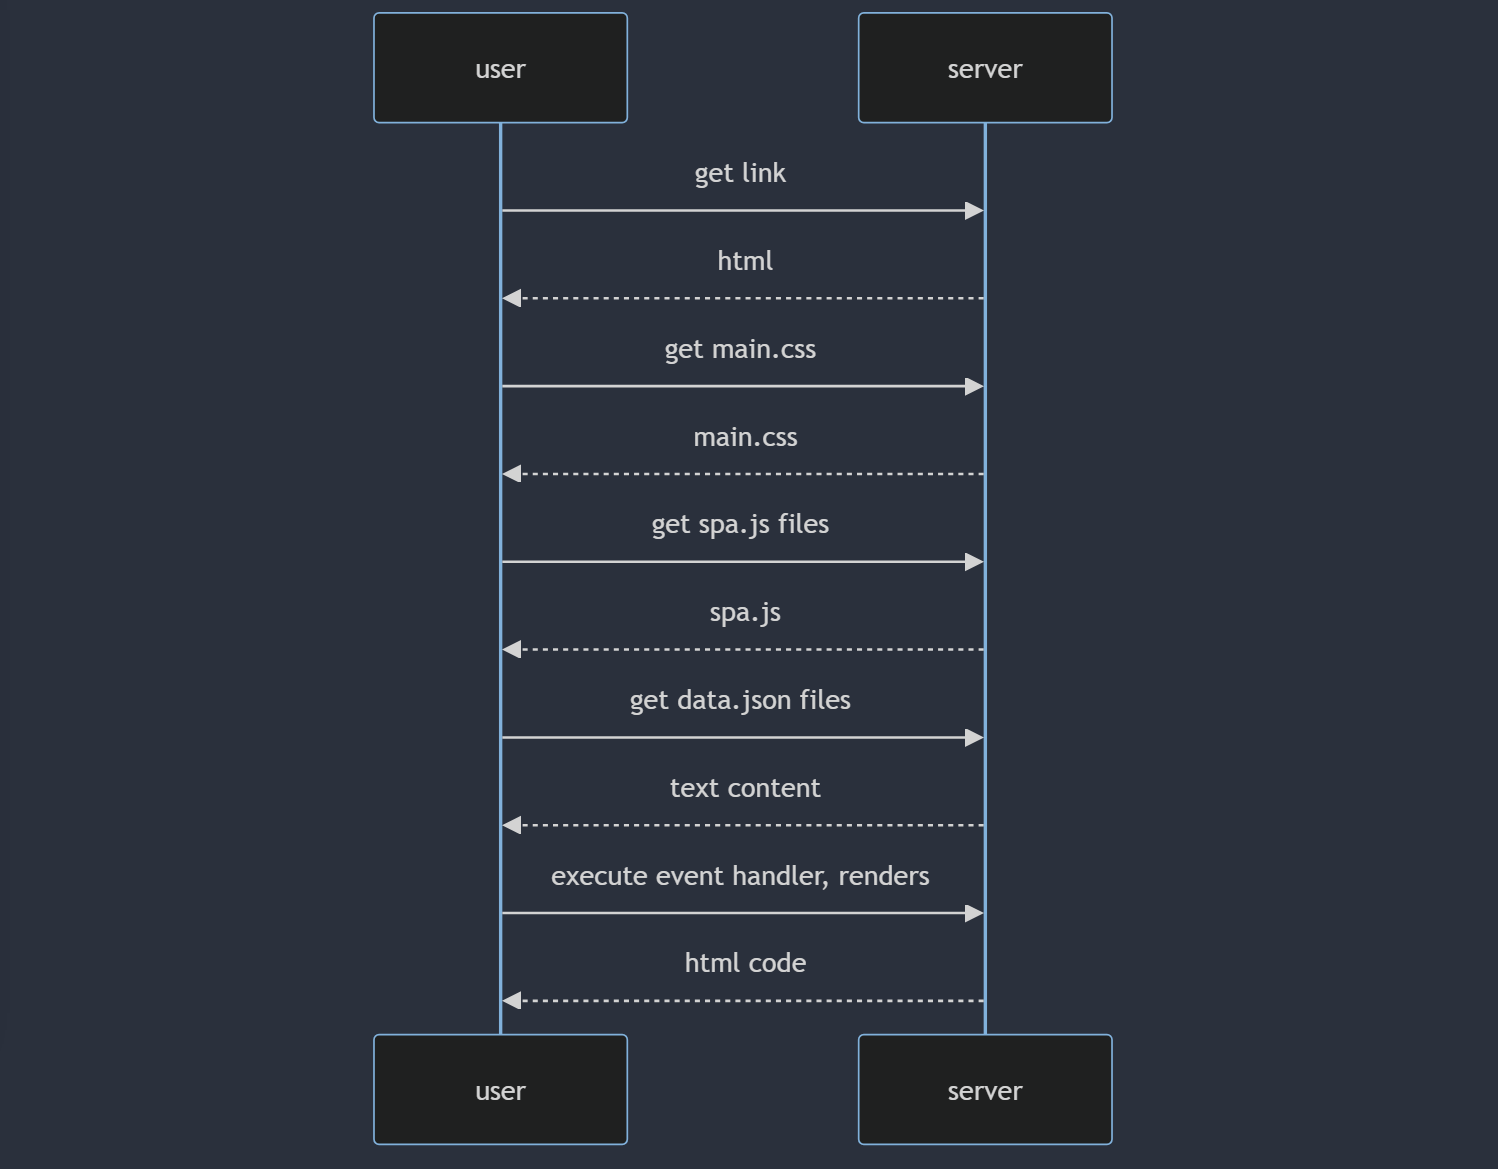 user
server
get link
html
get main.css
main.css
get spa.js files
spa.js
get data.json files
text content
execute event handler, renders
html code
user
server